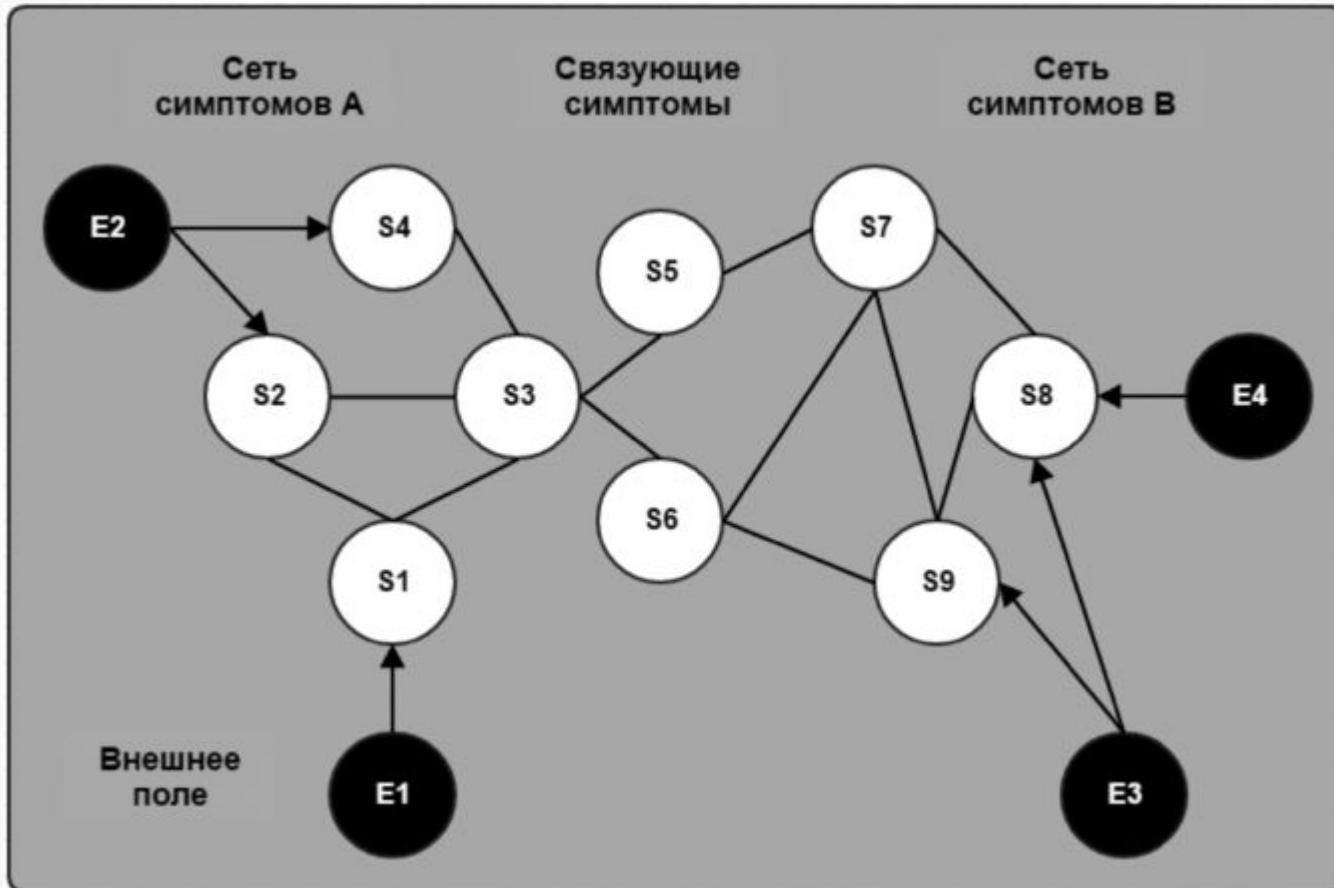 Сеть
симптомов A
Связующие
симптомы
Сеть
симптомов B
E2
S4
S7
S5
S2
S3
S8
E4
S6
S1
S9
Внешнее
поле
E1
E3